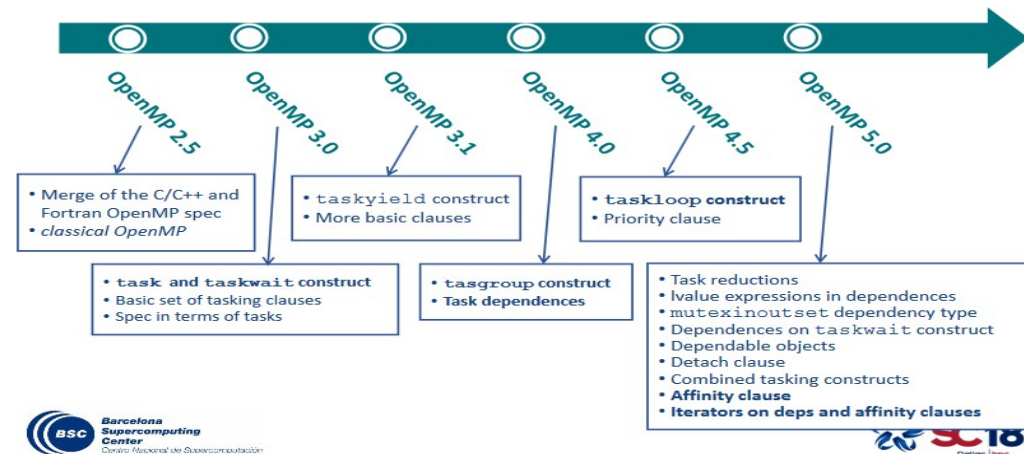 OpenMP 2.5
OpenMP 3.0
OpenMP 3.1
OpenMP 4.0
OpenMP 4.5
OpenMP 5.0
• Merge of the C/C++ and
Fortran OpenMP spec
• classical OpenMP
• taskyield construct
• More basic clauses
• taskloop construct
• Priority clause
• task and taskwait construct
• Basic set of tasking clauses
• Spec in terms of tasks
• tasgroup construct
• Task dependences
• Task reductions
• lvalue expressions in dependences
• mutexinoutset dependency type
• Dependences on taskwait construct
• Dependable objects
• Detach clause
• Combined tasking constructs
• Affinity clause
• Iterators on deps and affinity clauses
BSC
Barcelona
Supercomputing
Center
Centro Nacional de Supercomputación
SC18